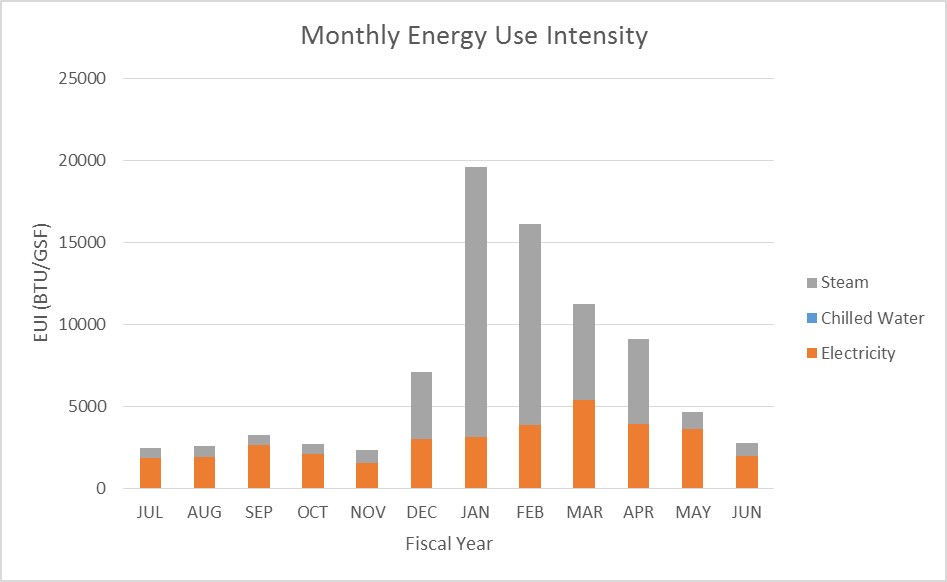 Monthly Energy Use Intensity
25000
20000
15000
10000
5000
0
EUI (BTU/GSF)
JUL AUG SEP OCT NOV DEC JAN FEB MAR APR MAY JUN
Fiscal Year
Steam
Chilled Water
Electricity